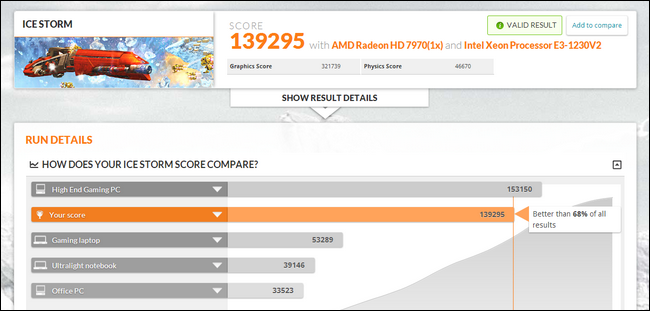 ICE STORM
SCORE
139295 with AMD Radeon HD 7970(1x) and Intel Xeon Processor E3-1230V2
VALID RESULT
Add to compare
Graphics Score 321739 Physics Score 46670
SHOW RESULT DETAILS
RUN DETAILS
HOW DOES YOUR ICE STORM SCORE COMPARE?
High End Gaming PC 153150
Your score 139295
Better than 68% of all
results
Gaming laptop 53289
Ultralight notebook 39146
Office PC 33523